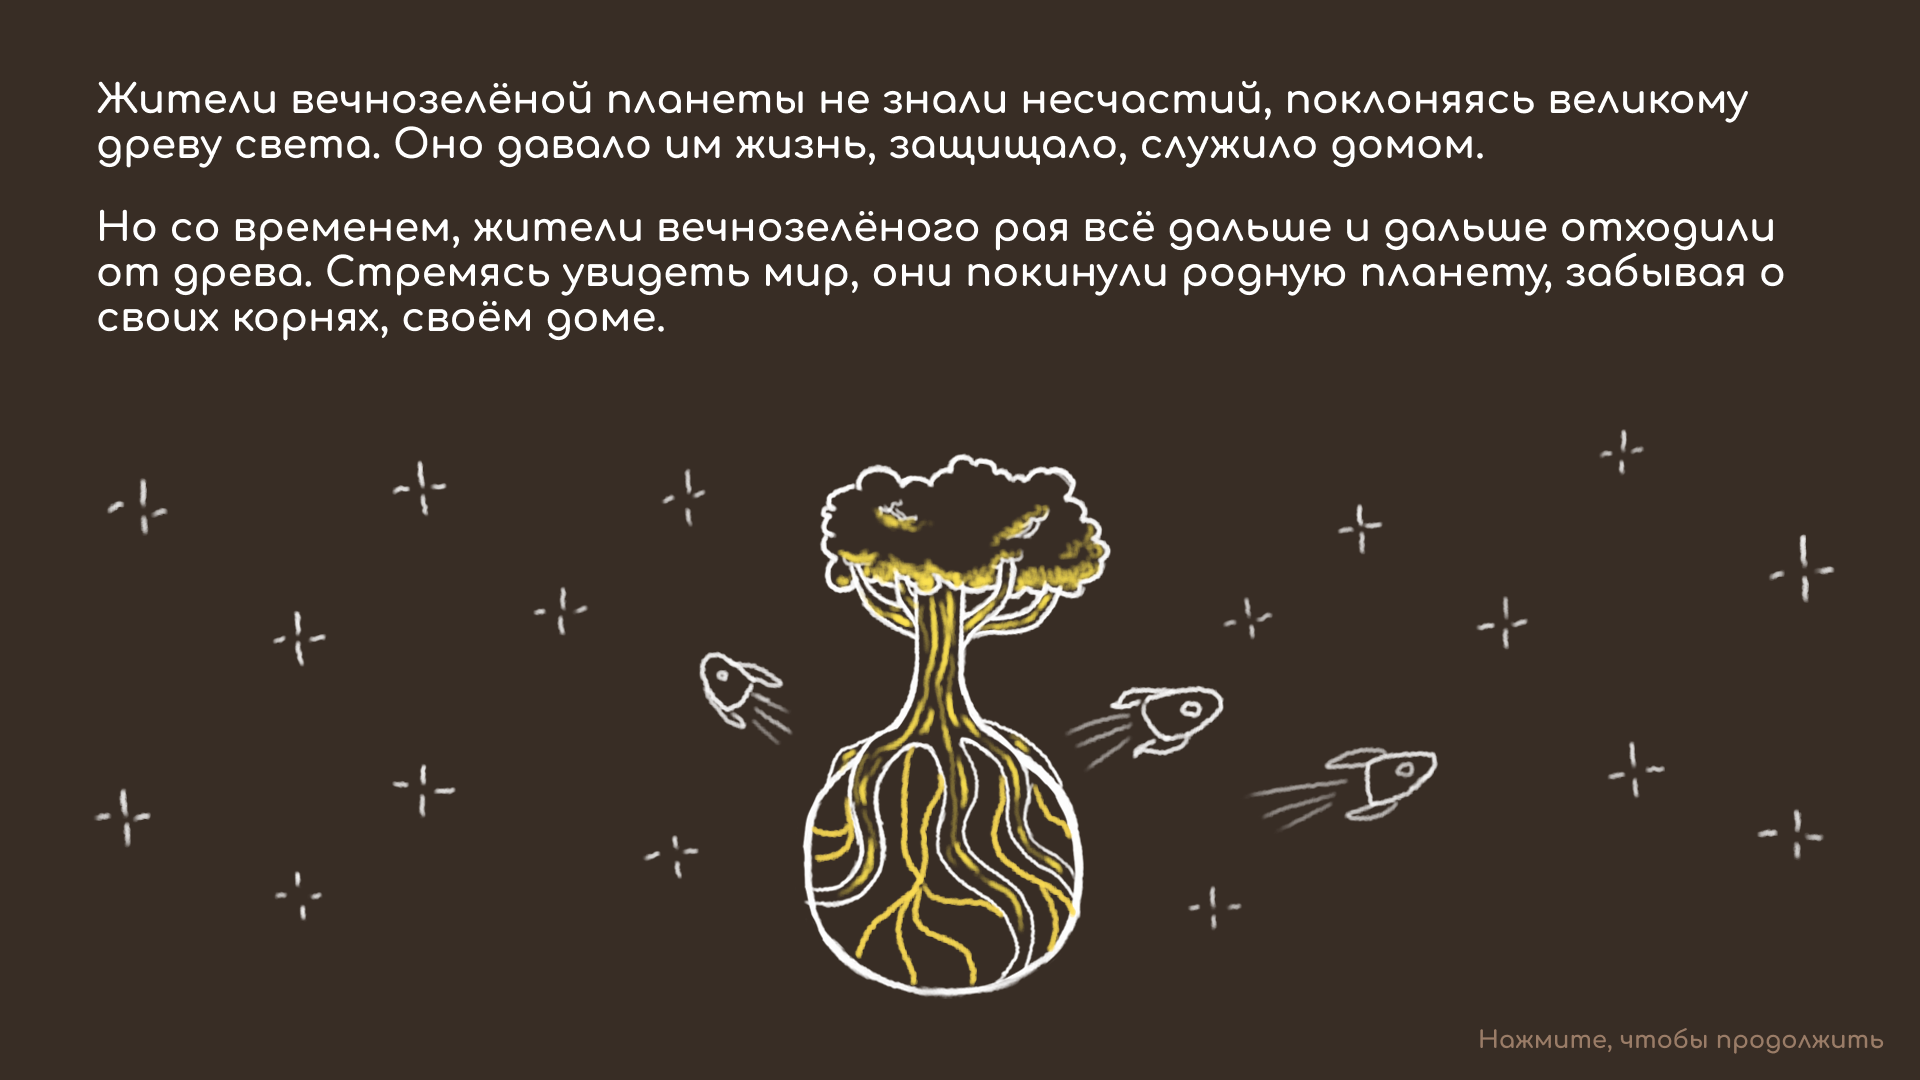 Жители вечнозелёной планеты не знали несчастий, поклоняясь великому
древу света. Оно давало им жизнь, защищало, служило домом.
Но со временем, жители вечнозелёного рая всё дальше и дальше отходили
от древа. Стремясь увидеть мир, они покинули родную планету, забывая о
своих корнях, своём доме.
Нажмите, чтобы продолжить